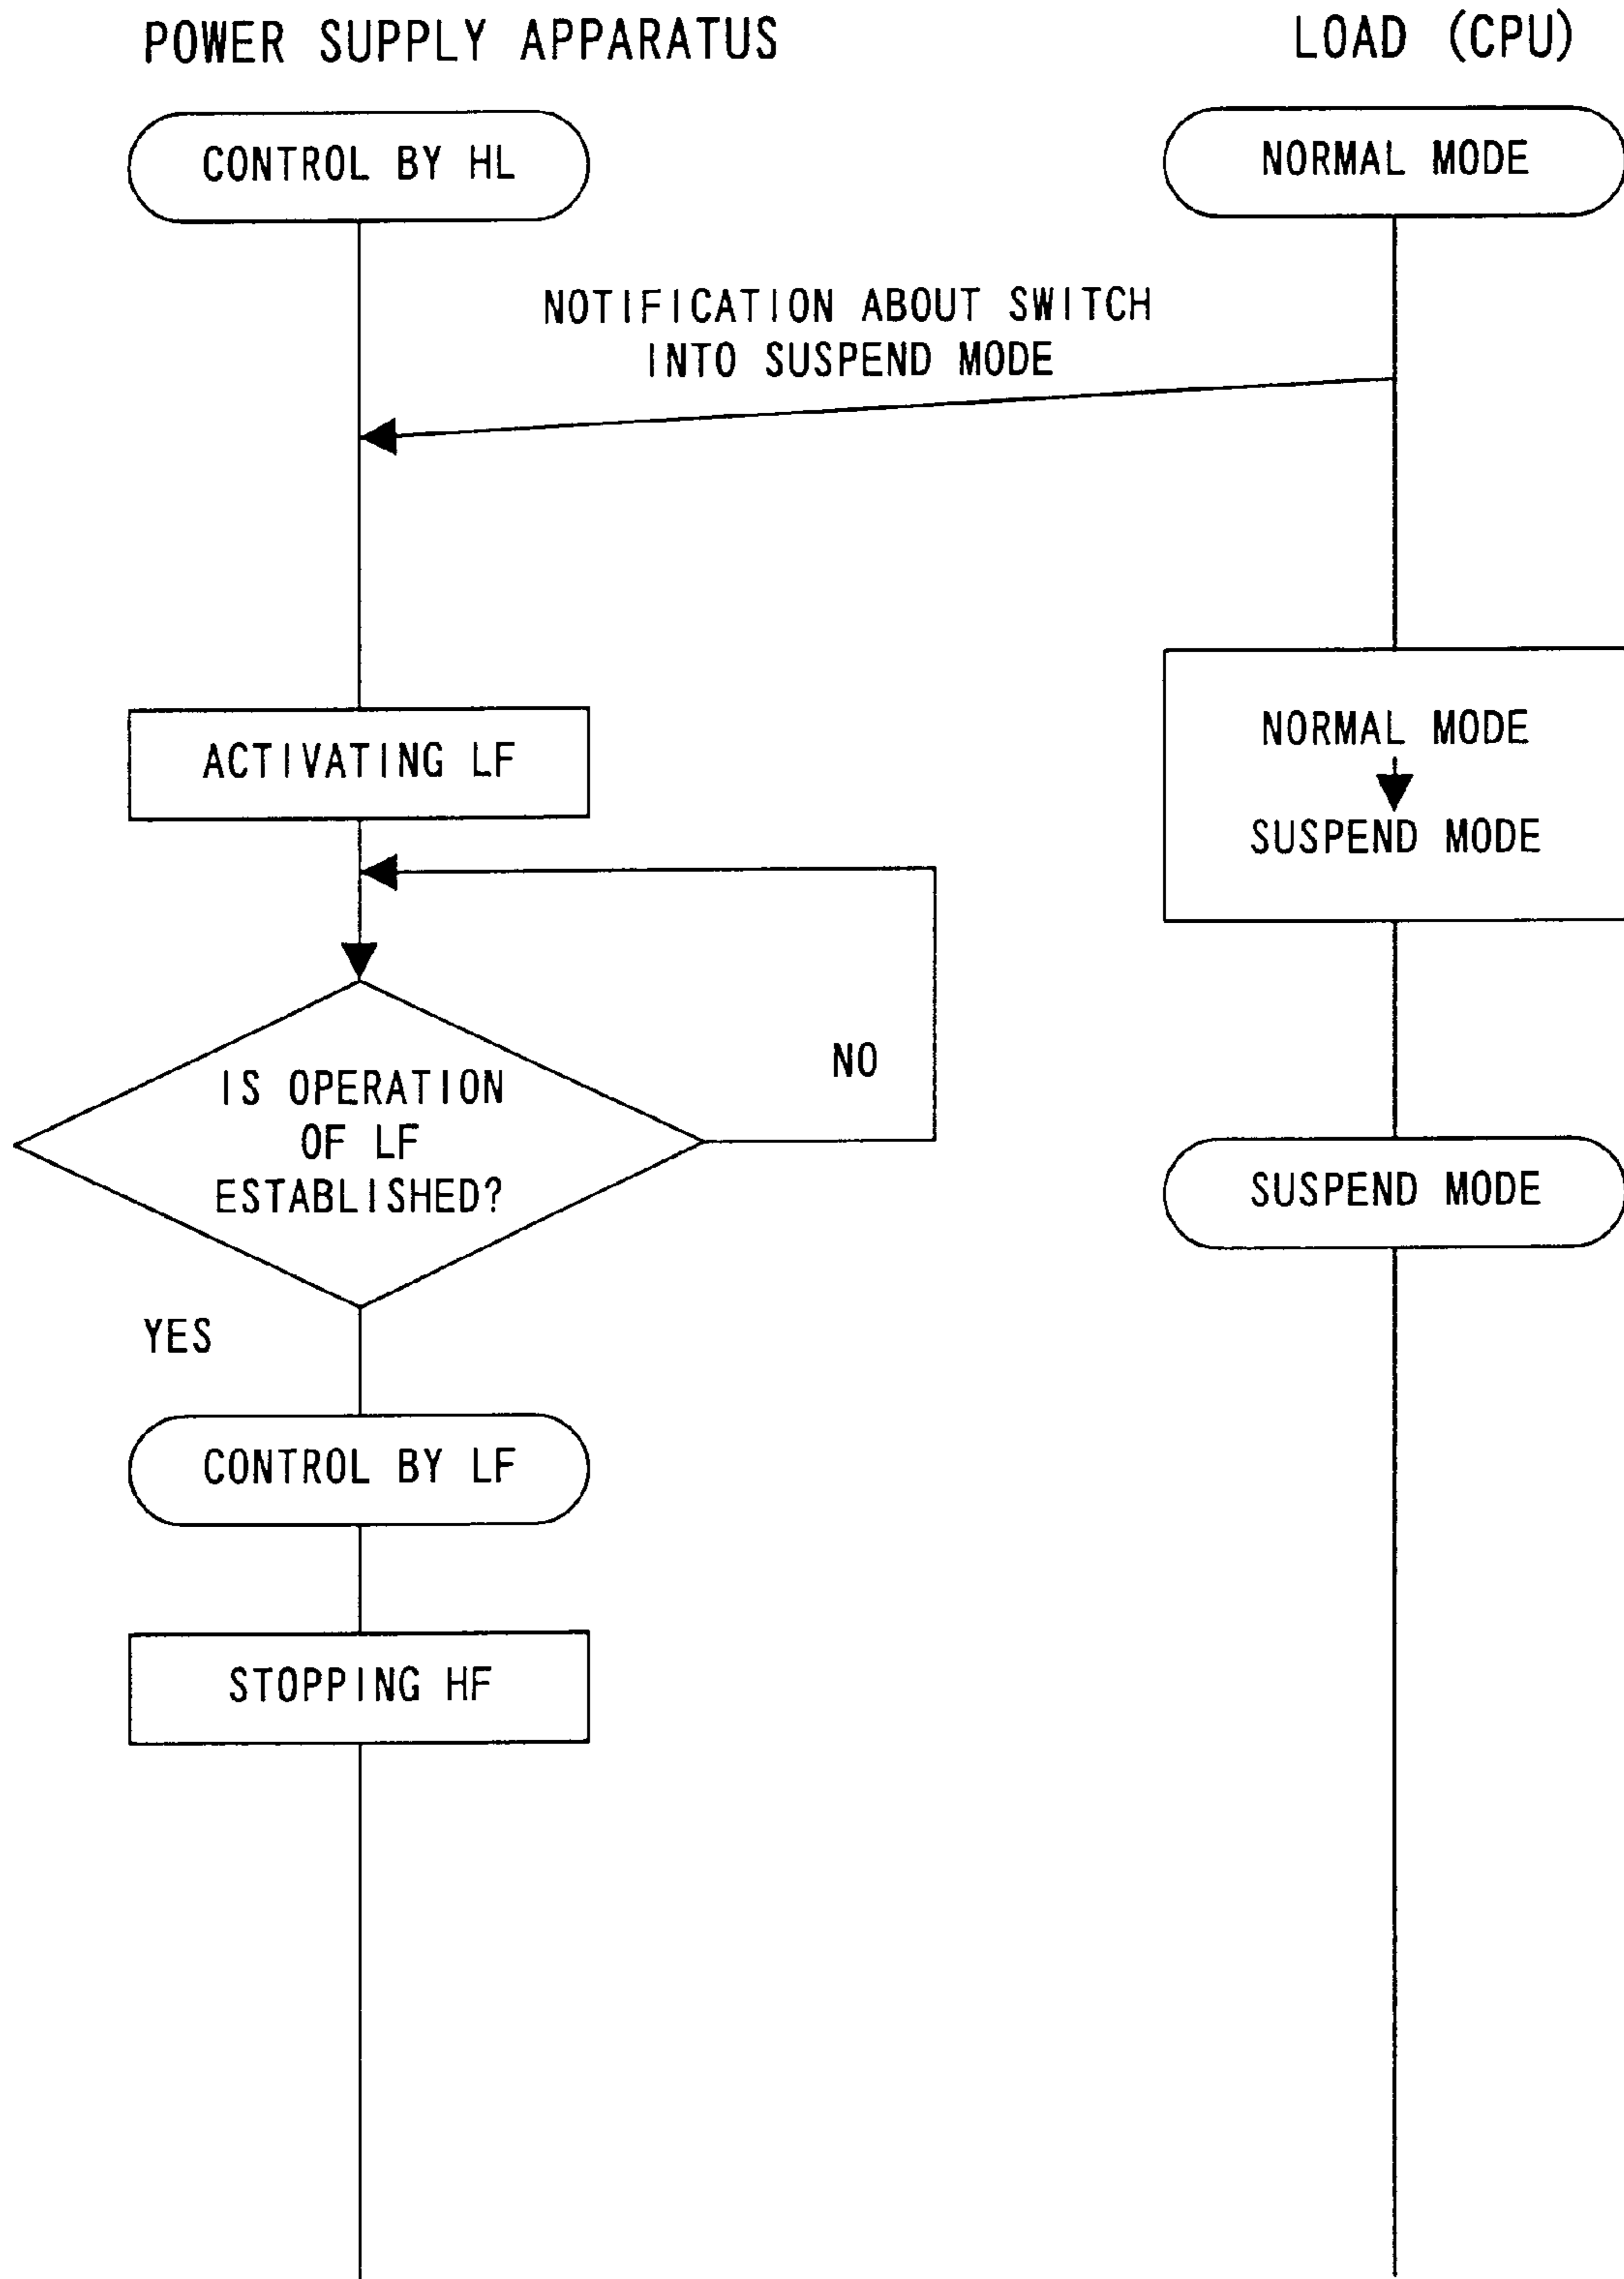 POWER SUPPLY APPARATUS
LOAD (CPU)
CONTROL BY HL
NORMAL MODE
NOTIFICATION ABOUT SWITCH
INTO SUSPEND MODE
ACTIVATING LF
NORMAL MODE
SUSPEND MODE
NO
IS OPERATION
OF LF
ESTABLISHED?
SUSPEND MODE
YES
CONTROL BY LF
STOPPING HF